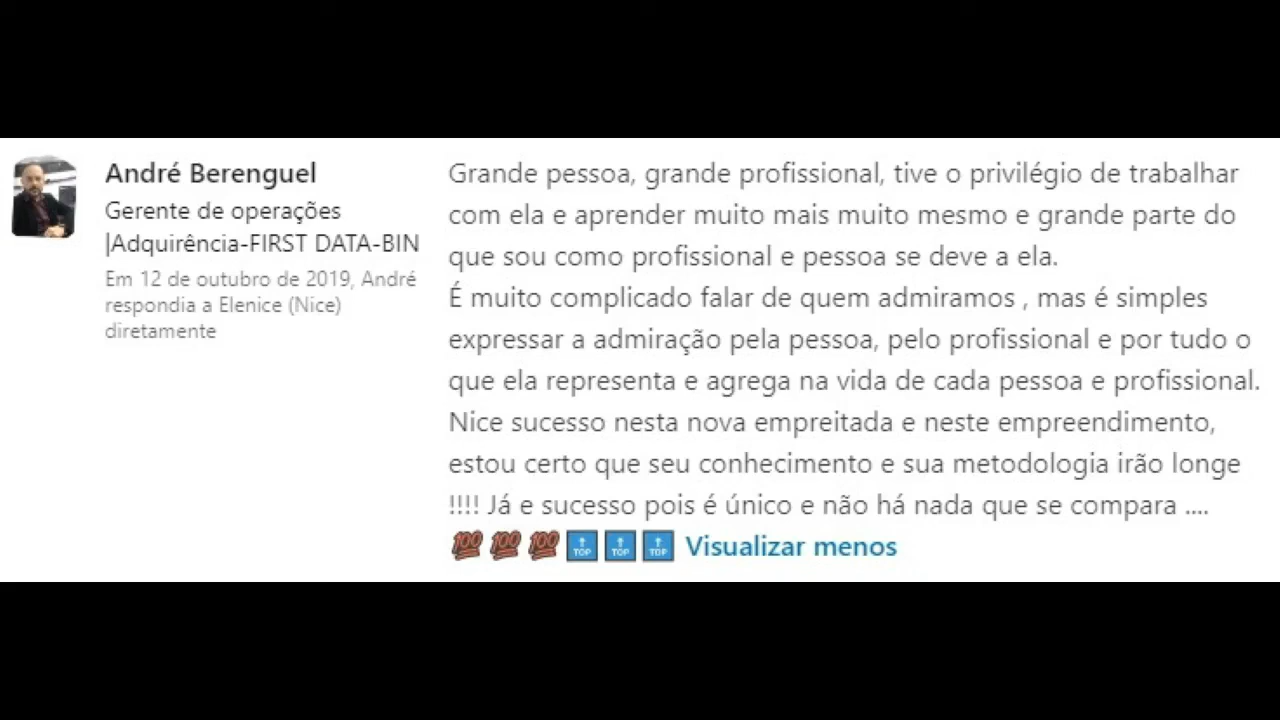 André Berenguel
Gerente de operações
|Adquirência-FIRST DATA-BIN
Em 12 de outubro de 2019, André
respondia a Elenice (Nice)
diretamente
Grande pessoa, grande profissional, tive o privilégio de trabalhar
com ela e aprender muito mais muito mesmo e grande parte do
que sou como profissional e pessoa se deve a ela.
É muito complicado falar de quem admiramos , mas é simples
expressar a admiração pela pessoa, pelo profissional e por tudo o
que ela representa e agrega na vida de cada pessoa e profissional.
Nice sucesso nesta nova empreitada e neste empreendimento,
estou certo que seu conhecimento e sua metodologia irão longe
!!!! Já e sucesso pois é único e não há nada que se compara ....
💯 💯 💯 🔝 🔝 🔝 Visualizar menos